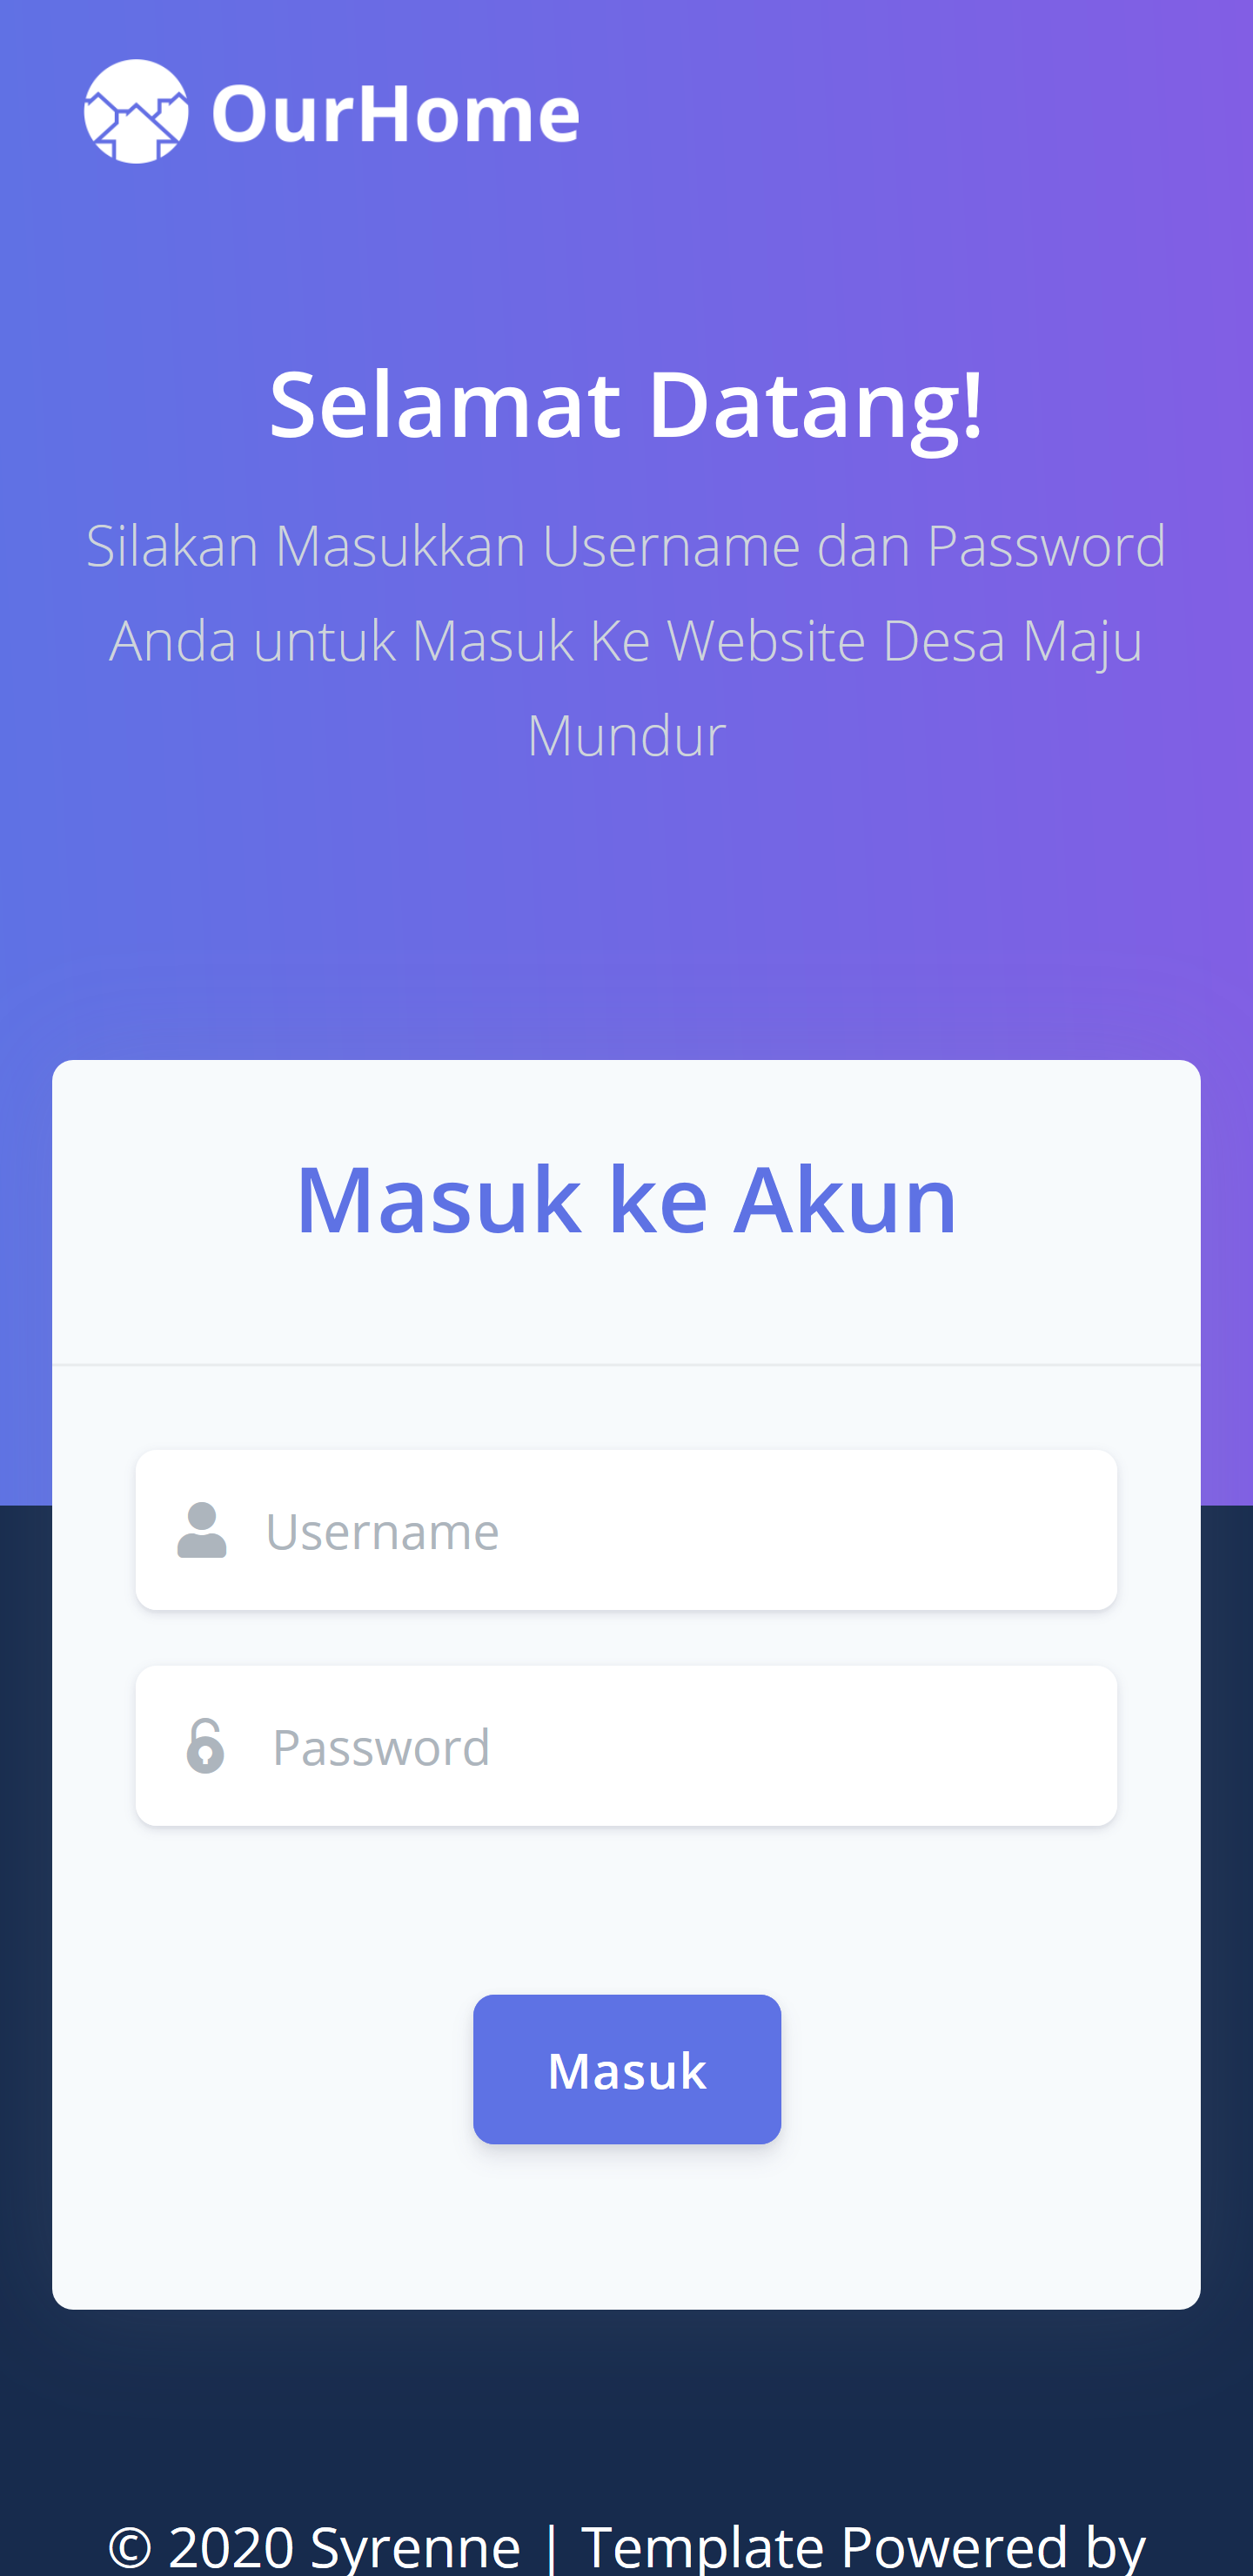 OurHome
Selamat Datang!
Silakan Masukkan Username dan Password
Anda untuk Masuk Ke Website Desa Maju
Mundur
Masuk ke Akun
Username
Password
Masuk
© 2020 Syrenne | Template Powered by